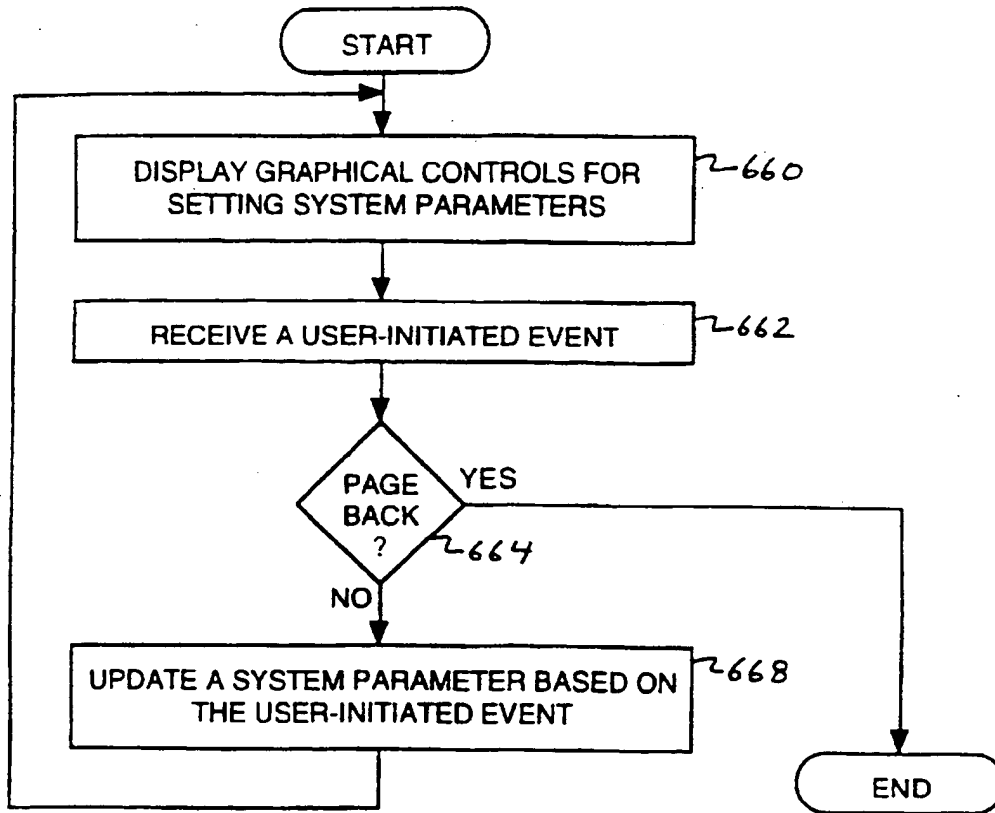 START
DISPLAY GRAPHICAL CONTROLS FOR
SETTING SYSTEM PARAMETERS
660
RECEIVE A USER-INITIATED EVENT
662
PAGE
BACK
?
YES
664
NO
UPDATE A SYSTEM PARAMETER BASED ON
THE USER-INITIATED EVENT
668
END